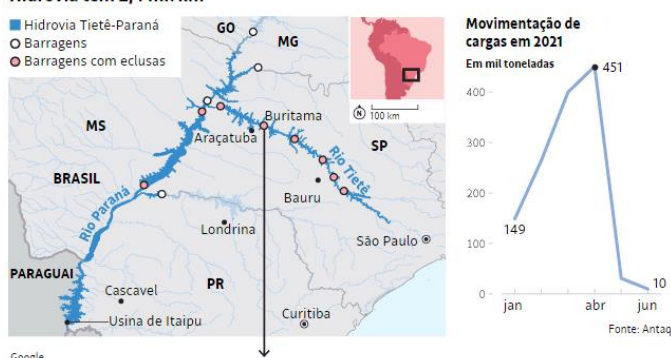 Hidrovia Tietê-Paraná
Barragens
Barragens com eclusas
GO
MG
MS
Buritama
Araçatuba
SP
BRASIL
Rio Tietê
Bauru
Rio Paraná
Londrina
São Paulo
PARAGUAI
PR
Cascavel
Curitiba
Usina de Itaipu
Google
N
100 km
Movimentação de
cargas em 2021
Em mil toneladas
451
400
300
200
149
100
0
10
jan
abr
jun
Fonte: Antaq